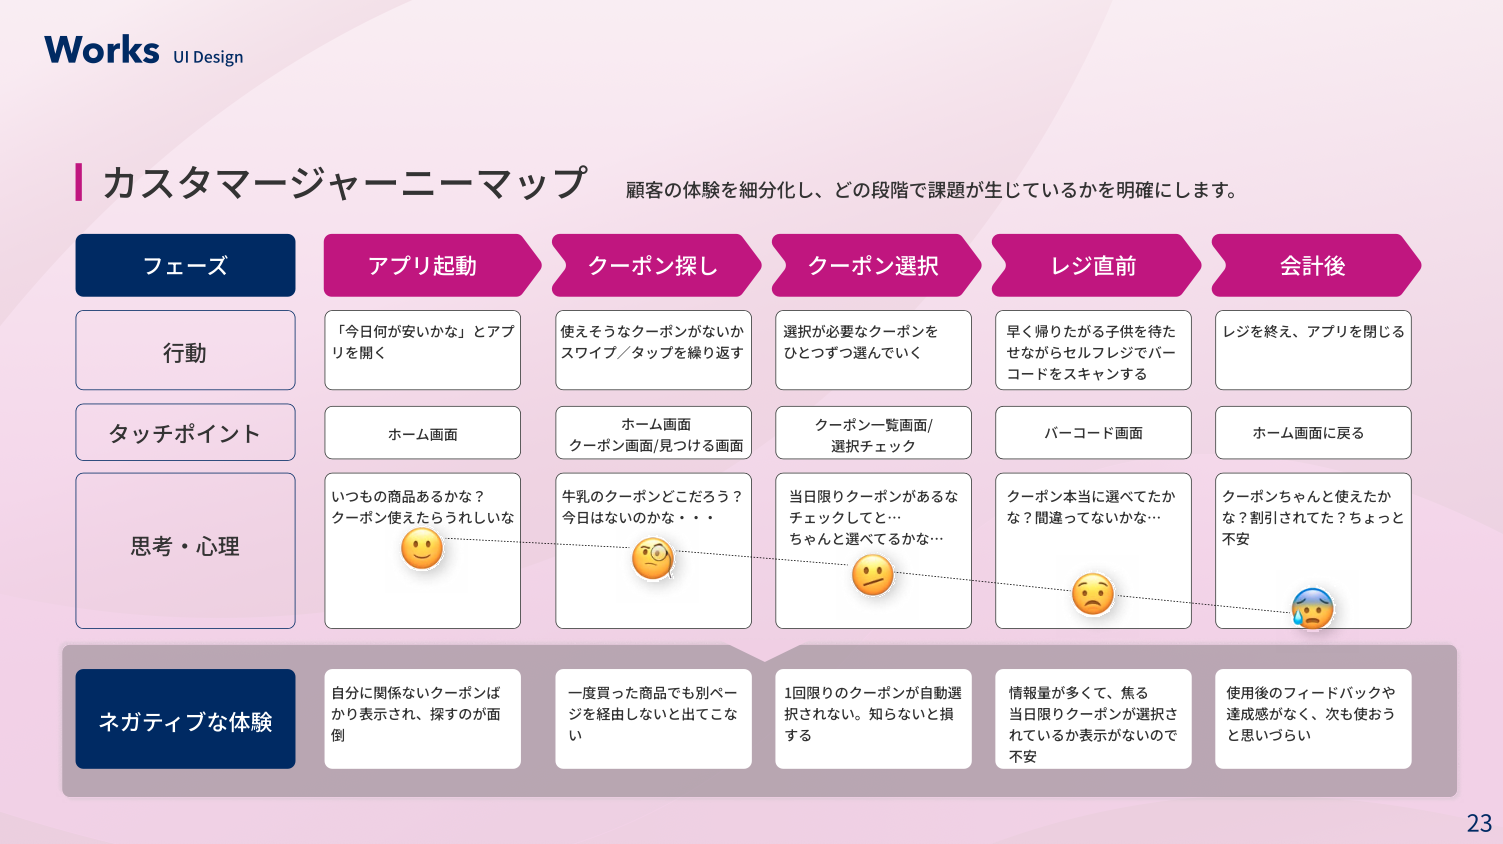 Works UI Design
カスタマージャーニーマップ 顧客の体験を細分化し、どの段階で課題が生じているかを明確にします。
フェーズ
アプリ起動
クーポン探し
クーポン選択
レジ直前
会計後
行動
「今日何が安いかな」とアプ
リを開く
使えそうなクーポンがないか
スワイプ／タップを繰り返す
選択が必要なクーポンを
ひとつずつ選んでいく
早く帰りたがる子供を待た
せながらセルフレジでバー
コードをスキャンする
レジを終え、アプリを閉じる
タッチポイント
ホーム画面
ホーム画面
クーポン画面/見つける画面
クーポン一覧画面/
選択チェック
バーコード画面
ホーム画面に戻る
思考・心理
いつもの商品あるかな？
クーポン使えたらうれしいな
牛乳のクーポンどこだろう？
今日はないのかな・・・
当日限りクーポンがあるな
チェックしてと…
ちゃんと選べてるかな…
クーポン本当に選べてたか
な？間違ってないかな…
クーポンちゃんと使えたか
な？割引されてた？ちょっと
不安
ネガティブな体験
自分に関係ないクーポンば
かり表示され、探すのが面
倒
一度買った商品でも別ペー
ジを経由しないと出てこな
い
1回限りのクーポンが自動選
択されない。知らないと損
する
情報量が多くて、焦る
当日限りクーポンが選択さ
れているか表示がないので
不安
使用後のフィードバックや
達成感がなく、次も使おう
と思いづらい
23